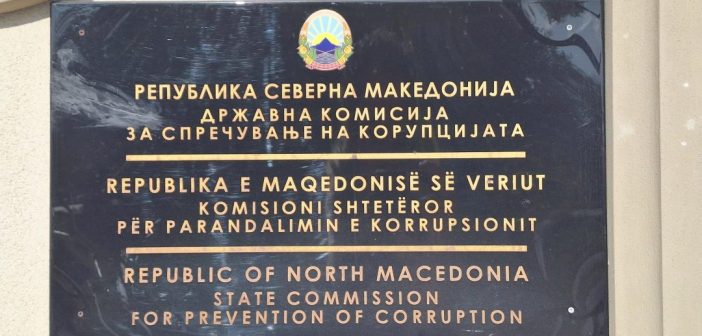 РЕПУБЛИКА СЕВЕРНА МАКЕДОНИЈА
ДРЖАВНА КОМИСИЈА
ЗА СПРЕЧУВАЊЕ НА КОРУПЦИЈАТА
REPUBLIKA E MAQEDONISË SË VERIUT
KOMISIONI SHTETËROR
PËR PARANDALIMIN E KORRUPSIONIT
REPUBLIC OF NORTH MACEDONIA
STATE COMMISSION
FOR PREVENTION OF CORRUPTION